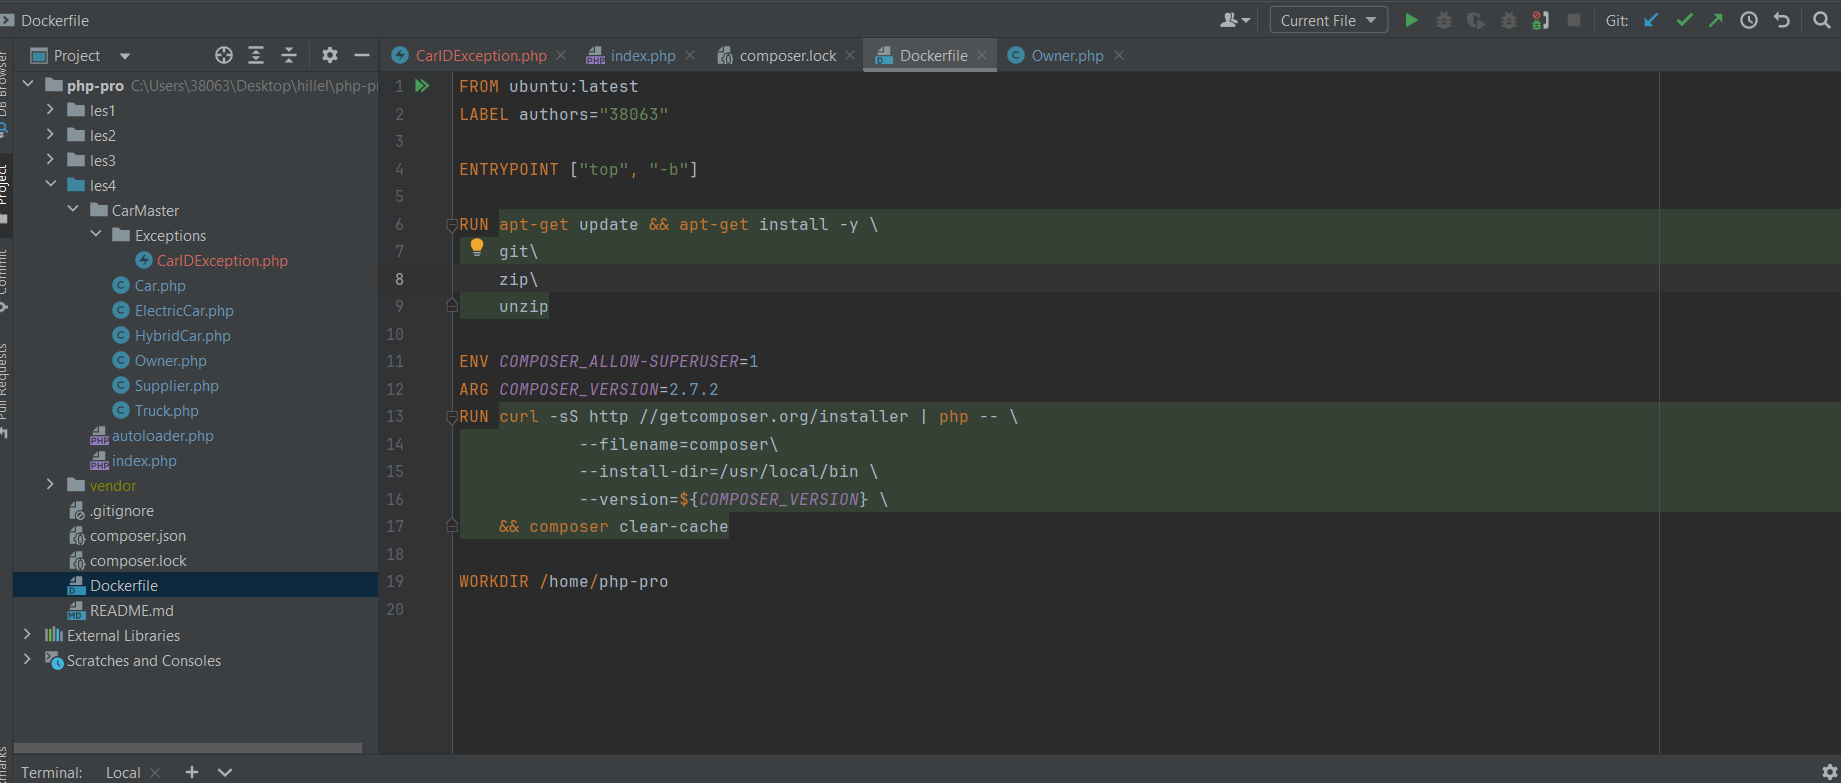 Dockerfile
Current File
Git:
DB Browser
Project
Commit
Pull Requests
Project
php-pro C:\Users\38063\Desktop\hillel\php-pr
les1
les2
les3
les4
CarMaster
Exceptions
CarIDException.php
Car.php
ElectricCar.php
HybridCar.php
Owner.php
Supplier.php
Truck.php
autoloader.php
index.php
vendor
.gitignore
composer.json
composer.lock
Dockerfile
README.md
External Libraries
Scratches and Consoles
CarIDException.php
index.php
composer.lock
Dockerfile
Owner.php
1 FROM ubuntu:latest
2 LABEL authors="38063"
3
4 ENTRYPOINT ["top", "-b"]
5
6 RUN apt-get update && apt-get install -y \
7 git\
8 zip\
9 unzip
10
11 ENV COMPOSER_ALLOW-SUPERUSER=1
12 ARG COMPOSER_VERSION=2.7.2
13 RUN curl -sS http //getcomposer.org/installer | php -- \
14 --filename=composer\
15 --install-dir=/usr/local/bin \
16 --version=${COMPOSER_VERSION} \
17 && composer clear-cache
18
19 WORKDIR /home/php-pro
20
Terminal: Local